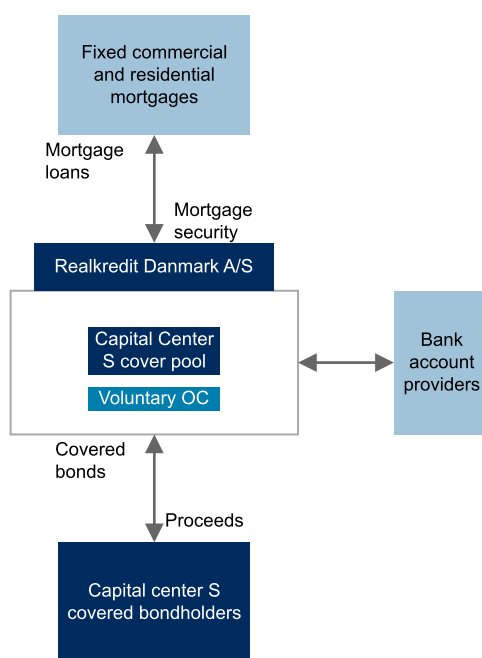 Fixed commercial
and residential
mortgages
Mortgage
loans
Mortgage
security
Realkredit Danmark A/S
Capital Center
S cover pool
Voluntary OC
Bank
account
providers
Covered
bonds
Proceeds
Capital center S
covered bondholders